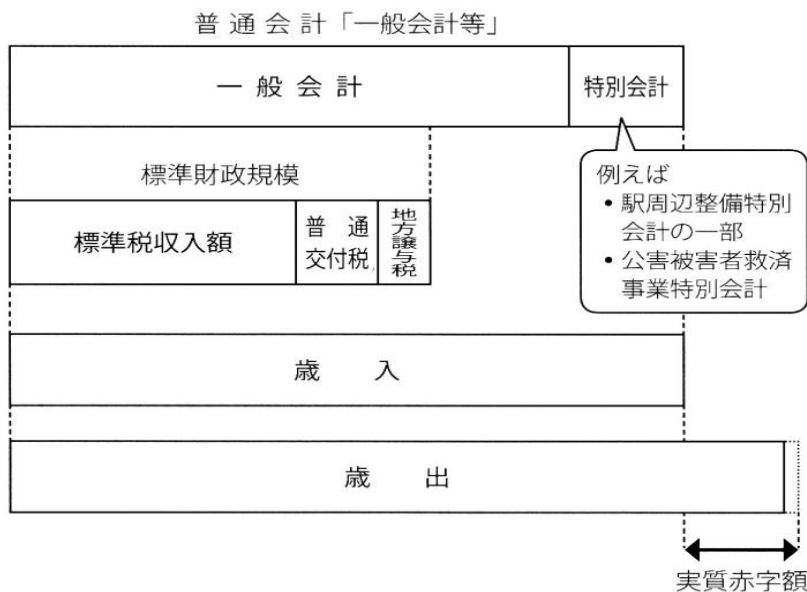 普通会計「一般会計等」
一般会計
特別会計
標準財政規模
標準税収入額
普通
交付税
地方譲与税
例えば
• 駅周辺整備特別
会計の一部
• 公害被害者救済
事業特別会計
歳入
歳出
実質赤字額